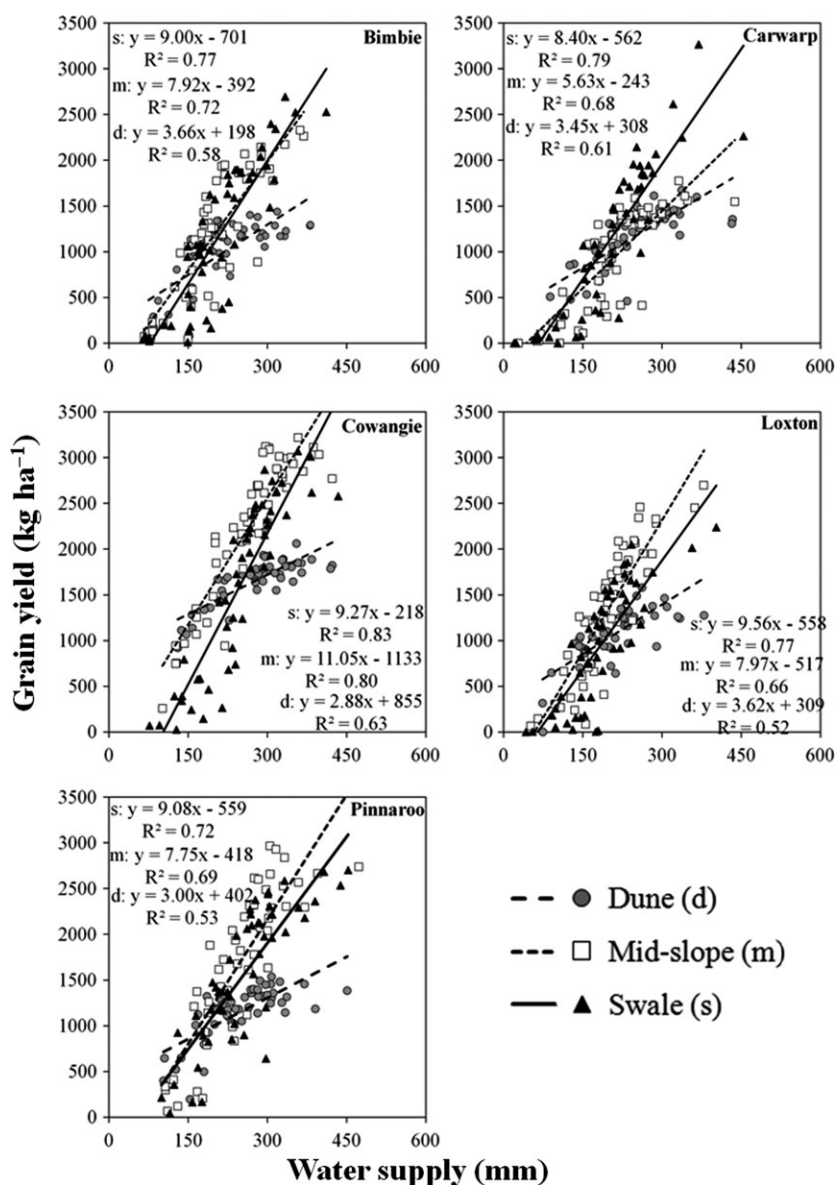 3500
3000
2500
2000
1500
1000
500
0
s: y = 9.00x - 701
R² = 0.77
m: y = 7.92x - 392
R² = 0.72
d: y = 3.66x + 198
R² = 0.58
Bimbie
0 150 300 450 600
3500
3000
2500
2000
1500
1000
500
0
s: y = 8.40x - 562
R² = 0.79
m: y = 5.63x - 243
R² = 0.68
d: y = 3.45x + 308
R² = 0.61
Carwarp
0 150 300 450 600
Grain yield (kg ha⁻¹)
3500
3000
2500
2000
1500
1000
500
0
Cowangie
s: y = 9.27x - 218
R² = 0.83
m: y = 11.05x - 1133
R² = 0.80
d: y = 2.88x + 855
R² = 0.63
0 150 300 450 600
3500
3000
2500
2000
1500
1000
500
0
Loxton
s: y = 9.56x - 558
R² = 0.77
m: y = 7.97x - 517
R² = 0.66
d: y = 3.62x + 309
R² = 0.52
0 150 300 450 600
3500
3000
2500
2000
1500
1000
500
0
s: y = 9.08x - 559
R² = 0.72
m: y = 7.75x - 418
R² = 0.69
d: y = 3.00x + 402
R² = 0.53
Pinnaroo
0 150 300 450 600
Dune (d)
Mid-slope (m)
Swale (s)
Water supply (mm)